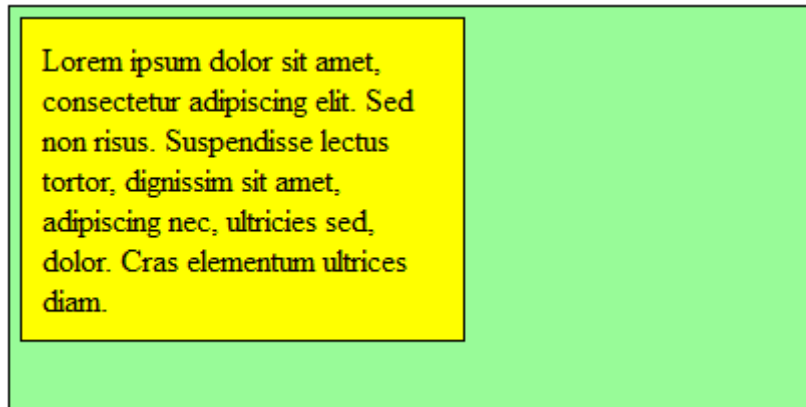 Lorem ipsum dolor sit amet,
consectetur adipiscing elit. Sed
non risus. Suspendisse lectus
tortor, dignissim sit amet,
adipiscing nec, ultricies sed,
dolor. Cras elementum ultrices
diam.